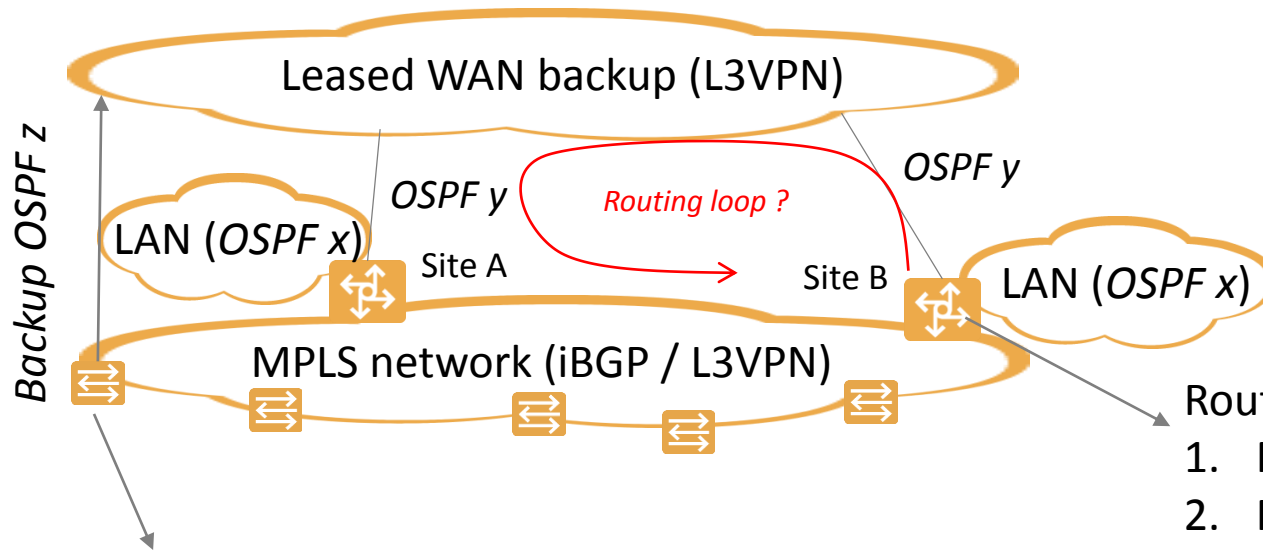 Leased WAN backup (L3VPN)
Backup OSPF z
OSPF y
OSPF y
Routing loop ?
LAN (OSPF x)
Site A
Site B
LAN (OSPF x)
MPLS network (iBGP / L3VPN)
1.
2.